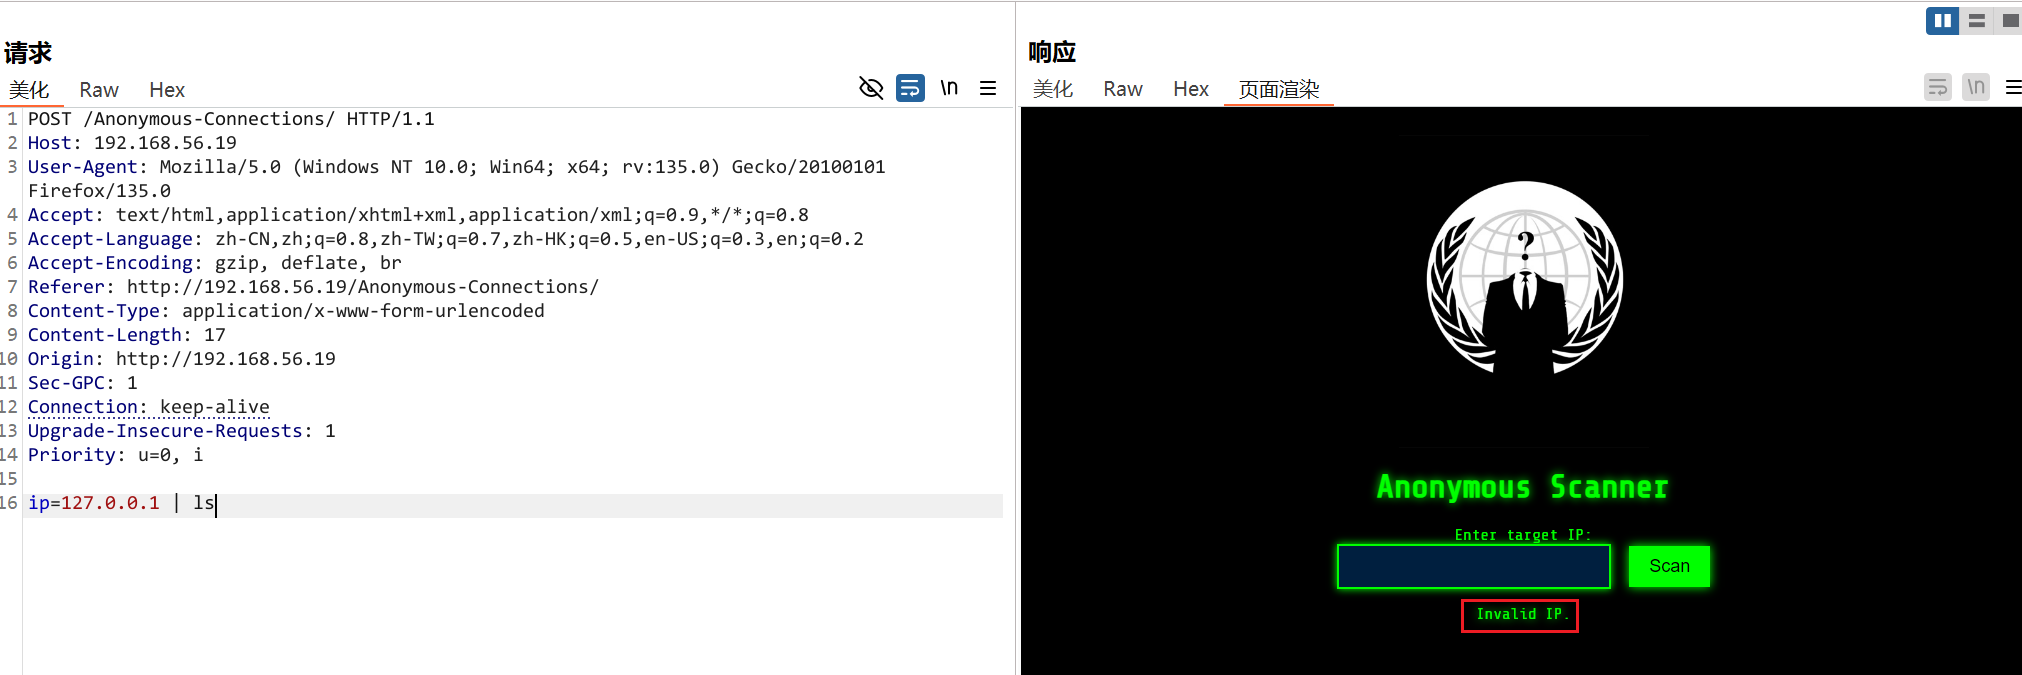 请求
美化 Raw Hex \n
1 POST /Anonymous-Connections/ HTTP/1.1
2 Host: 192.168.56.19
3 User-Agent: Mozilla/5.0 (Windows NT 10.0; Win64; x64; rv:135.0) Gecko/20100101
Firefox/135.0
4 Accept: text/html,application/xhtml+xml,application/xml;q=0.9,*/*;q=0.8
5 Accept-Language: zh-CN,zh;q=0.8,zh-TW;q=0.7,zh-HK;q=0.5,en-US;q=0.3,en;q=0.2
6 Accept-Encoding: gzip, deflate, br
7 Referer: http://192.168.56.19/Anonymous-Connections/
8 Content-Type: application/x-www-form-urlencoded
9 Content-Length: 17
10 Origin: http://192.168.56.19
11 Sec-GPC: 1
12 Connection: keep-alive
13 Upgrade-Insecure-Requests: 1
14 Priority: u=0, i
15
16 ip=127.0.0.1 | ls
响应
美化 Raw Hex 页面渲染 \n
?
Anonymous Scanner
Enter target IP:
Scan
Invalid IP.